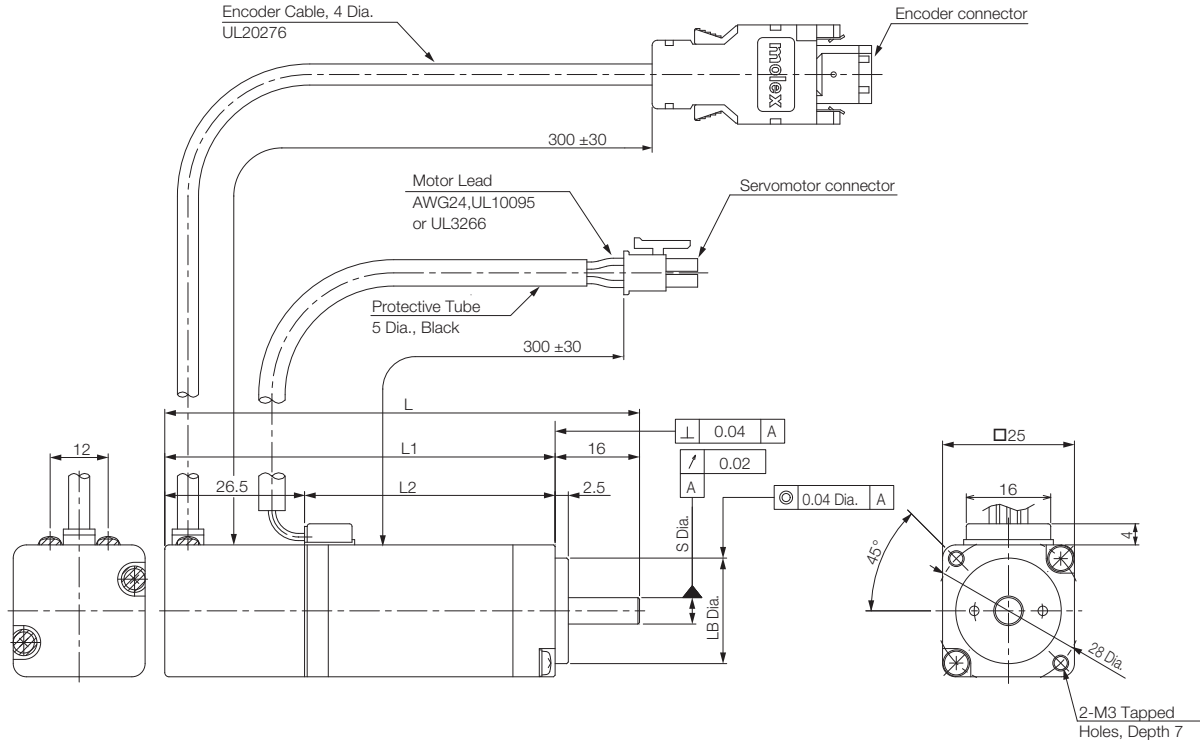 Encoder Cable, 4 Dia.
UL20276
Encoder connector
molex
300 ±30
Motor Lead
AWG24,UL10095
or UL3266
Servomotor connector
Protective Tube
5 Dia., Black
300 ±30
L
⊥ 0.04 A
12
L1
16
↗ 0.02
A
□25
26.5
L2
2.5
◎ 0.04 Dia. A
16
S Dia.
4
45°
LB Dia.
28 Dia.
2-M3 Tapped
Holes, Depth 7